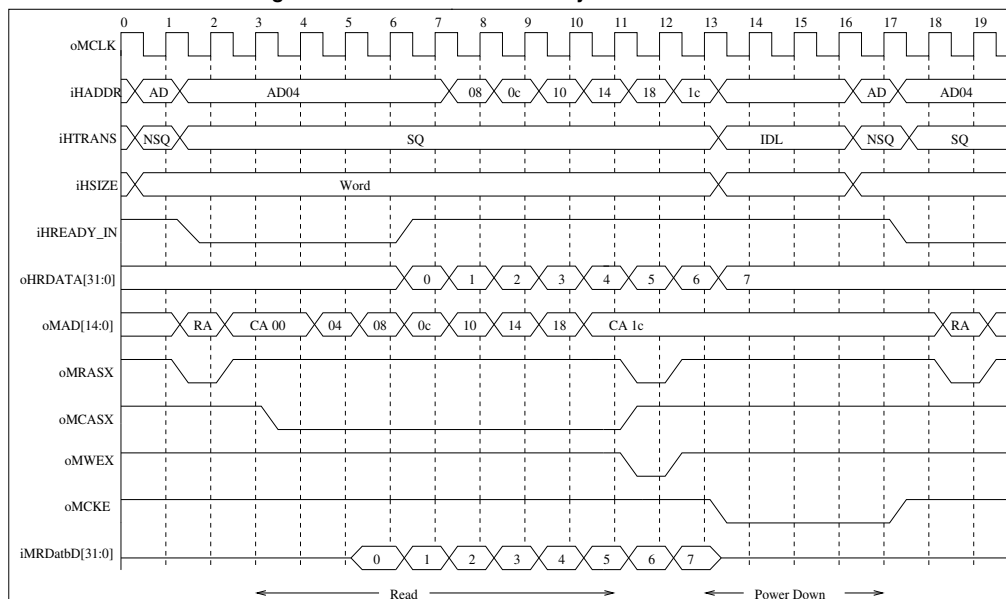 0 1 2 3 4 5 6 7 8 9 10 11 12 13 14 15 16 17 18 19
oMCLK
iHADDR AD AD04 08 0c 10 14 18 1c AD AD04
iHTRANS NSQ SQ IDL NSQ SQ
iHSIZE Word
iHREADY_IN
oHRDATA[31:0] 0 1 2 3 4 5 6 7
oMAD[14:0] RA CA 00 04 08 0c 10 14 18 CA 1c RA
oMRASX
oMCASX
oMWEX
oMCKE
iMRDatbD[31:0] 0 1 2 3 4 5 6 7
Read Power Down